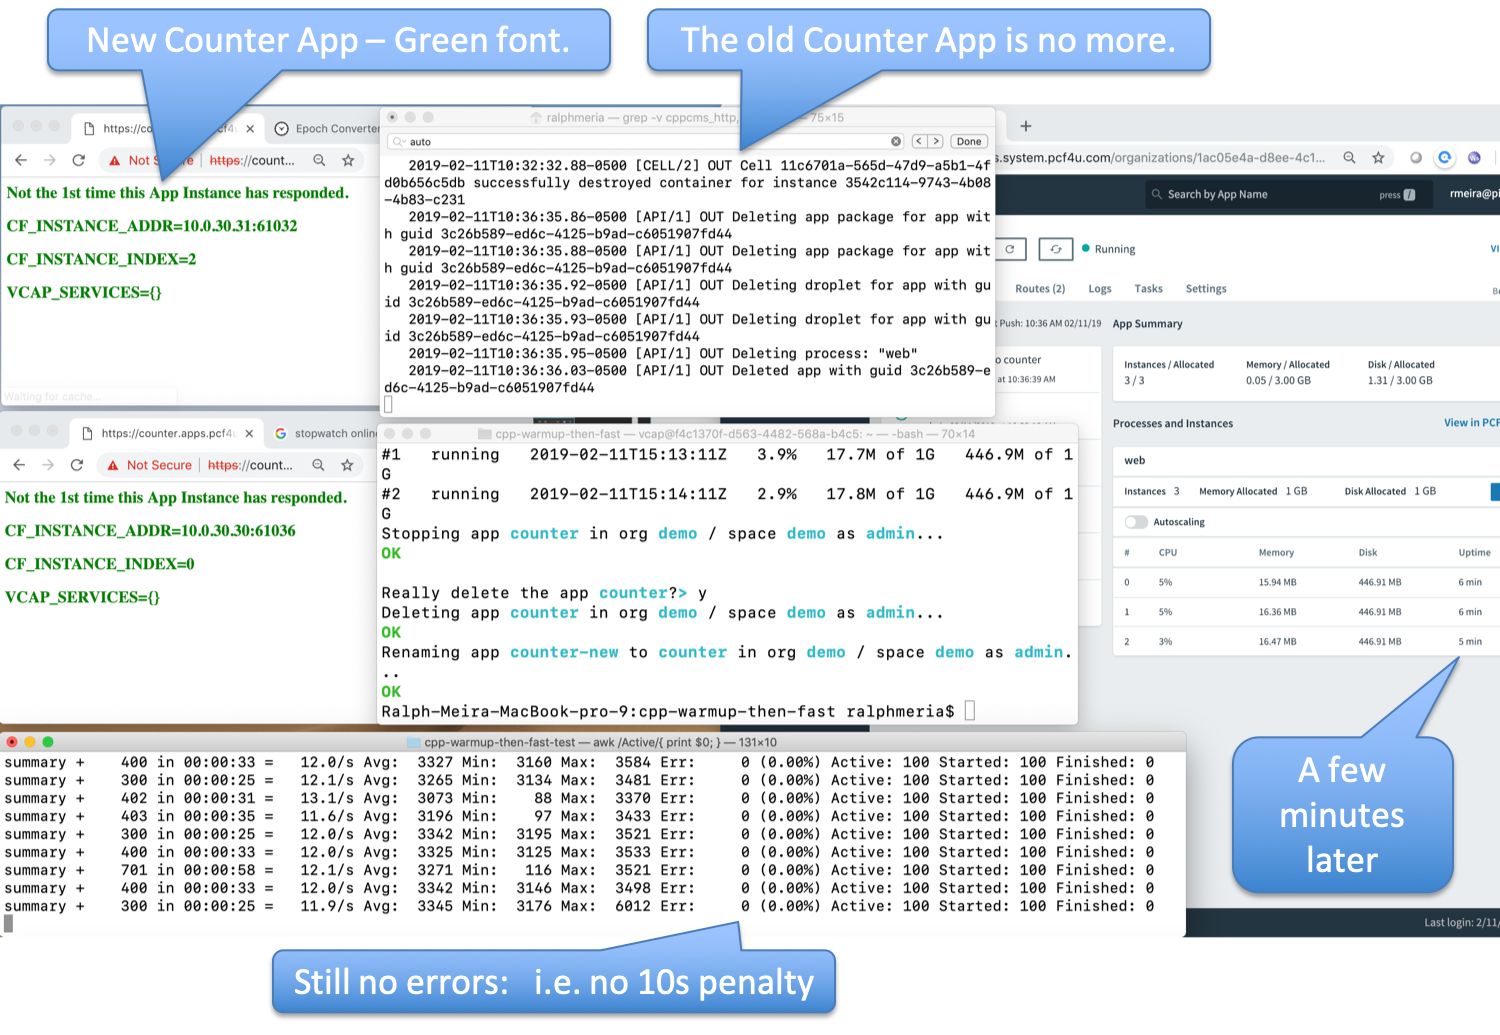 New Counter App – Green font.
The old Counter App is no more.
https://co
Epoch Converter
Not Se
https://count...
Not the 1st time this App Instance has responded.
CF_INSTANCE_ADDR=10.0.30.31:61032
CF_INSTANCE_INDEX=2
VCAP_SERVICES={}
Waiting for cache...
ralphmeria — grep -v cppcms_http,
— 75×15
auto
Done
2019-02-11T10:32:32.88-0500 [CELL/2] OUT Cell 11c6701a-565d-47d9-a5b1-4f
d0b656c5db successfully destroyed container for instance 3542c114-9743-4b08
-4b83-c231
2019-02-11T10:36:35.86-0500 [API/1] OUT Deleting app package for app wit
h guid 3c26b589-ed6c-4125-b9ad-c6051907fd44
2019-02-11T10:36:35.88-0500 [API/1] OUT Deleting app package for app wit
h guid 3c26b589-ed6c-4125-b9ad-c6051907fd44
2019-02-11T10:36:35.92-0500 [API/1] OUT Deleting droplet for app with gu
id 3c26b589-ed6c-4125-b9ad-c6051907fd44
2019-02-11T10:36:35.93-0500 [API/1] OUT Deleting droplet for app with gu
id 3c26b589-ed6c-4125-b9ad-c6051907fd44
2019-02-11T10:36:35.95-0500 [API/1] OUT Deleting process: "web"
2019-02-11T10:36:36.03-0500 [API/1] OUT Deleted app with guid 3c26b589-e
d6c-4125-b9ad-c6051907fd44
s.system.pcf4u.com/organizations/1ac05e4a-d8ee-4c1...
Search by App Name
press /
rmeira@pi
Running
VI
Routes (2) Logs Tasks Settings
Be
t Push: 10:36 AM 02/11/19
App Summary
o counter
at 10:36:39 AM
Instances / Allocated Memory / Allocated Disk / Allocated
3 / 3 0.05 / 3.00 GB 1.31 / 3.00 GB
Processes and Instances
View in PCF
web
Instances 3 Memory Allocated 1 GB Disk Allocated 1 GB
Autoscaling
# CPU Memory Disk Uptime
0 5% 15.94 MB 446.91 MB 6 min
1 5% 16.36 MB 446.91 MB 6 min
2 3% 16.47 MB 446.91 MB 5 min
https://counter.apps.pcf4u
stopwatch onlin
Not Secure
https://count...
Not the 1st time this App Instance has responded.
CF_INSTANCE_ADDR=10.0.30.30:61036
CF_INSTANCE_INDEX=0
VCAP_SERVICES={}
cpp-warmup-then-fast — vcap@f4c1370f-d563-4482-568a-b4c5: ~ — -bash — 70×14
#1 running 2019-02-11T15:13:11Z 3.9% 17.7M of 1G 446.9M of 1
G
#2 running 2019-02-11T15:14:11Z 2.9% 17.8M of 1G 446.9M of 1
G
Stopping app counter in org demo / space demo as admin...
OK
Really delete the app counter?> y
Deleting app counter in org demo / space demo as admin...
OK
Renaming app counter-new to counter in org demo / space demo as admin.
..
OK
Ralph-Meira-MacBook-pro-9:cpp-warmup-then-fast ralphmeria$
A few
minutes
later
cpp-warmup-then-fast-test — awk /Active/{ print $0; } — 131×10
summary + 400 in 00:00:33 = 12.0/s Avg: 3327 Min: 3160 Max: 3584 Err: 0 (0.00%) Active: 100 Started: 100 Finished: 0
summary + 300 in 00:00:25 = 12.1/s Avg: 3265 Min: 3134 Max: 3481 Err: 0 (0.00%) Active: 100 Started: 100 Finished: 0
summary + 402 in 00:00:31 = 13.1/s Avg: 3073 Min: 88 Max: 3370 Err: 0 (0.00%) Active: 100 Started: 100 Finished: 0
summary + 403 in 00:00:35 = 11.6/s Avg: 3196 Min: 97 Max: 3433 Err: 0 (0.00%) Active: 100 Started: 100 Finished: 0
summary + 300 in 00:00:25 = 12.0/s Avg: 3342 Min: 3195 Max: 3521 Err: 0 (0.00%) Active: 100 Started: 100 Finished: 0
summary + 400 in 00:00:33 = 12.0/s Avg: 3325 Min: 3125 Max: 3533 Err: 0 (0.00%) Active: 100 Started: 100 Finished: 0
summary + 701 in 00:00:58 = 12.1/s Avg: 3271 Min: 116 Max: 3521 Err: 0 (0.00%) Active: 100 Started: 100 Finished: 0
summary + 400 in 00:00:33 = 12.0/s Avg: 3342 Min: 3146 Max: 3498 Err: 0 (0.00%) Active: 100 Started: 100 Finished: 0
summary + 300 in 00:00:25 = 11.9/s Avg: 3345 Min: 3176 Max: 6012 Err: 0 (0.00%) Active: 100 Started: 100 Finished: 0
Last login: 2/11/
Still no errors: i.e. no 10s penalty